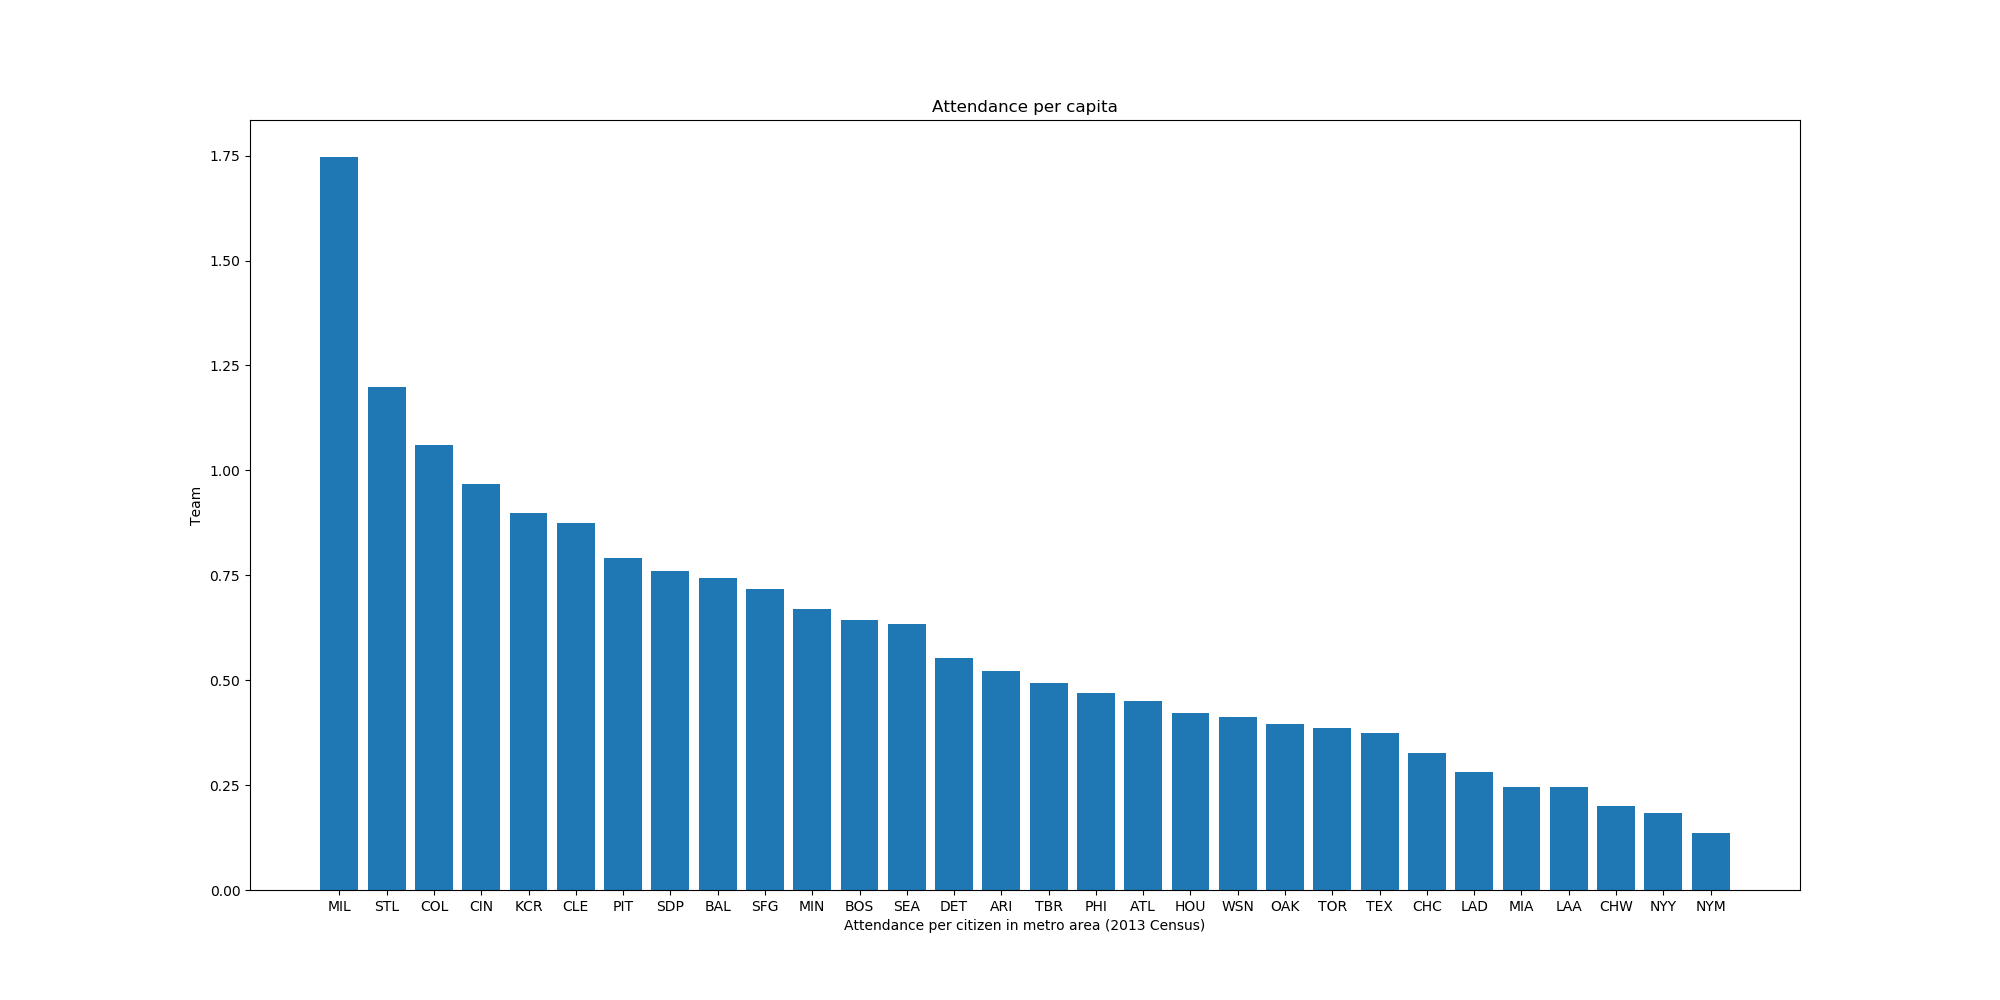 Attendance per capita
1.75
1.50
1.25
1.00
0.75
0.50
0.25
0.00
Team
MIL STL COL CIN KCR CLE PIT SDP BAL SFG MIN BOS SEA DET ARI TBR PHI ATL HOU WSN OAK TOR TEX CHC LAD MIA LAA CHW NYY NYM
Attendance per citizen in metro area (2013 Census)